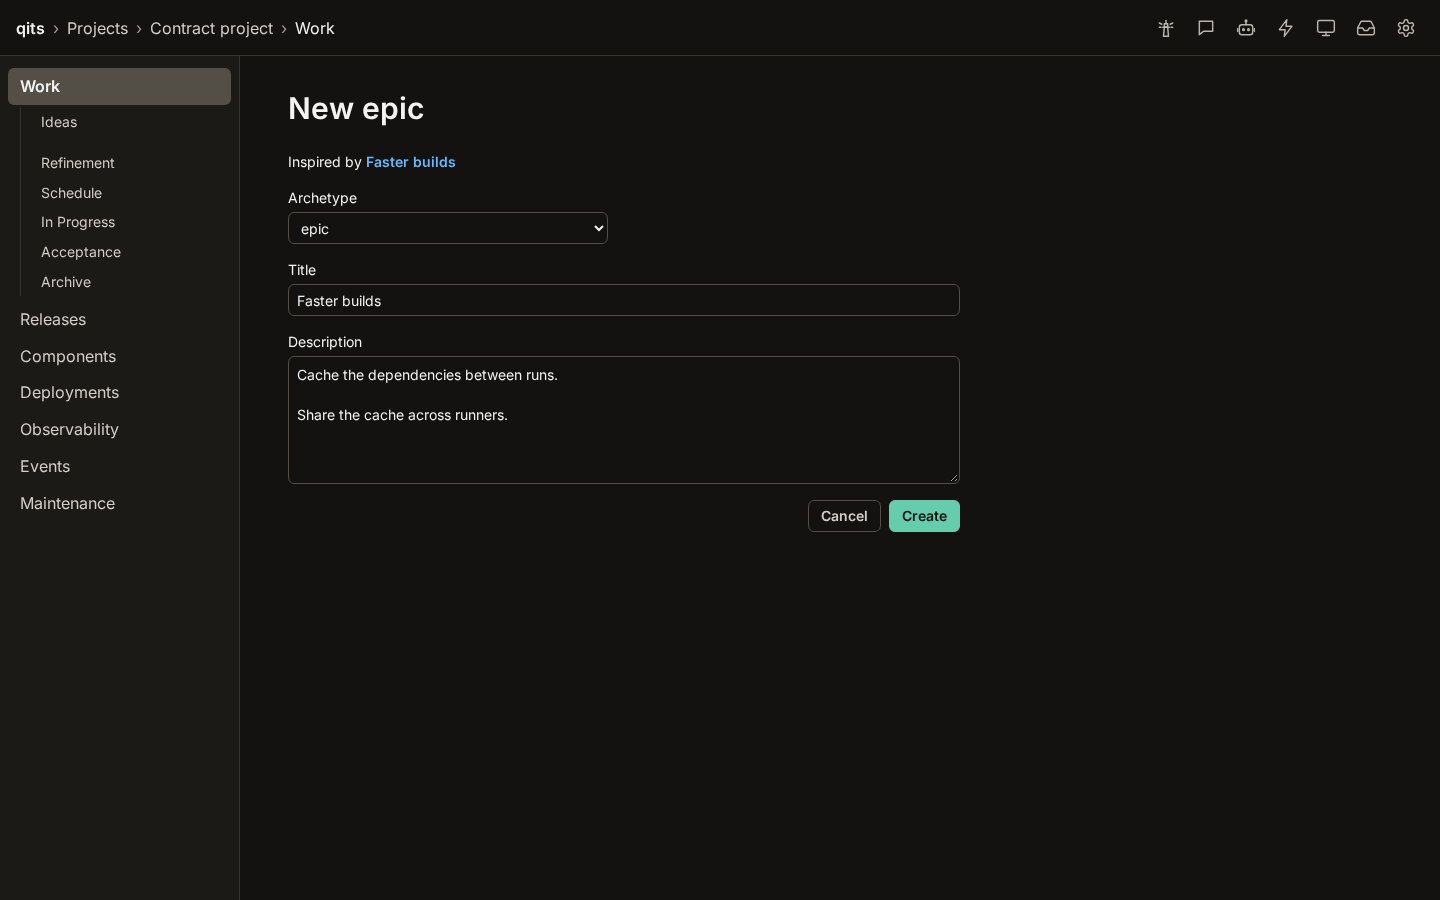 qits › Projects › Contract project › Work
Work
Ideas
Refinement
Schedule
In Progress
Acceptance
Archive
Releases
Components
Deployments
Observability
Events
Maintenance
New epic
Inspired by Faster builds
Archetype
epic
Title
Faster builds
Description
Cache the dependencies between runs.
Share the cache across runners.
Cancel Create